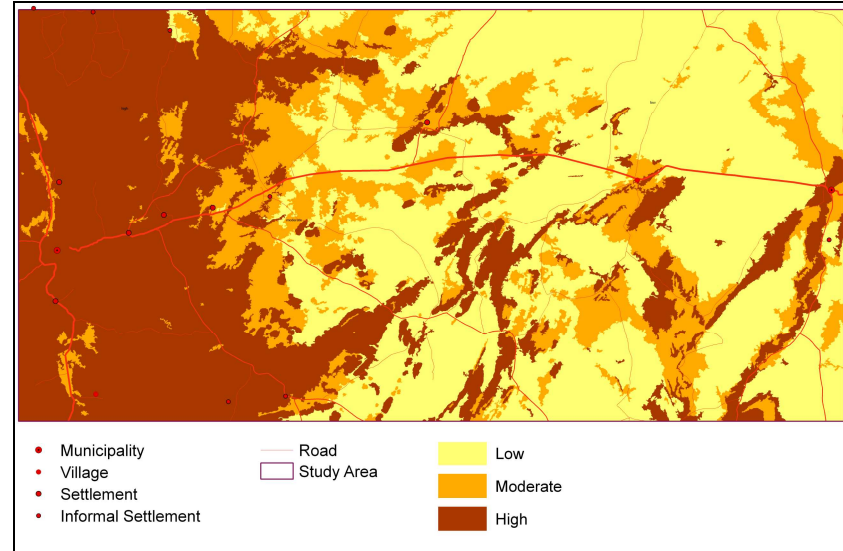 Municipality
Village
Settlement
Informal Settlement
Road
Study Area
Low
Moderate
High